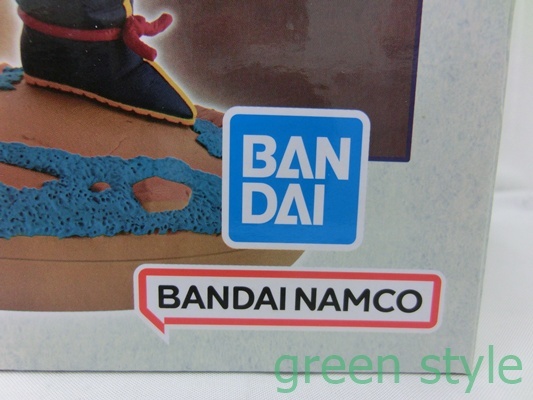 BAN
DAI
BANDAI NAMCO
green style